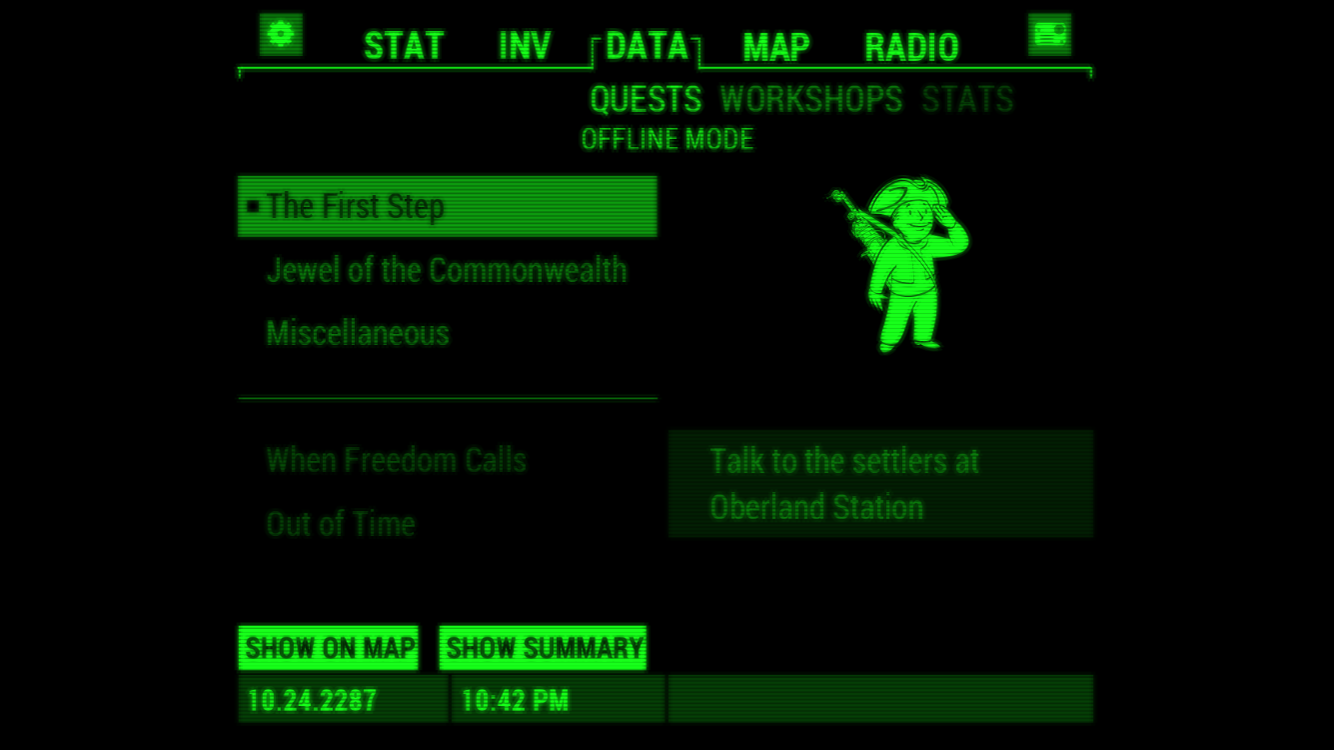 STAT INV DATA MAP RADIO
QUESTS WORKSHOPS STATS
OFFLINE MODE
The First Step
Jewel of the Commonwealth
Miscellaneous
When Freedom Calls
Out of Time
Talk to the settlers at
Oberland Station
SHOW ON MAP SHOW SUMMARY
10.24.2287 10:42 PM